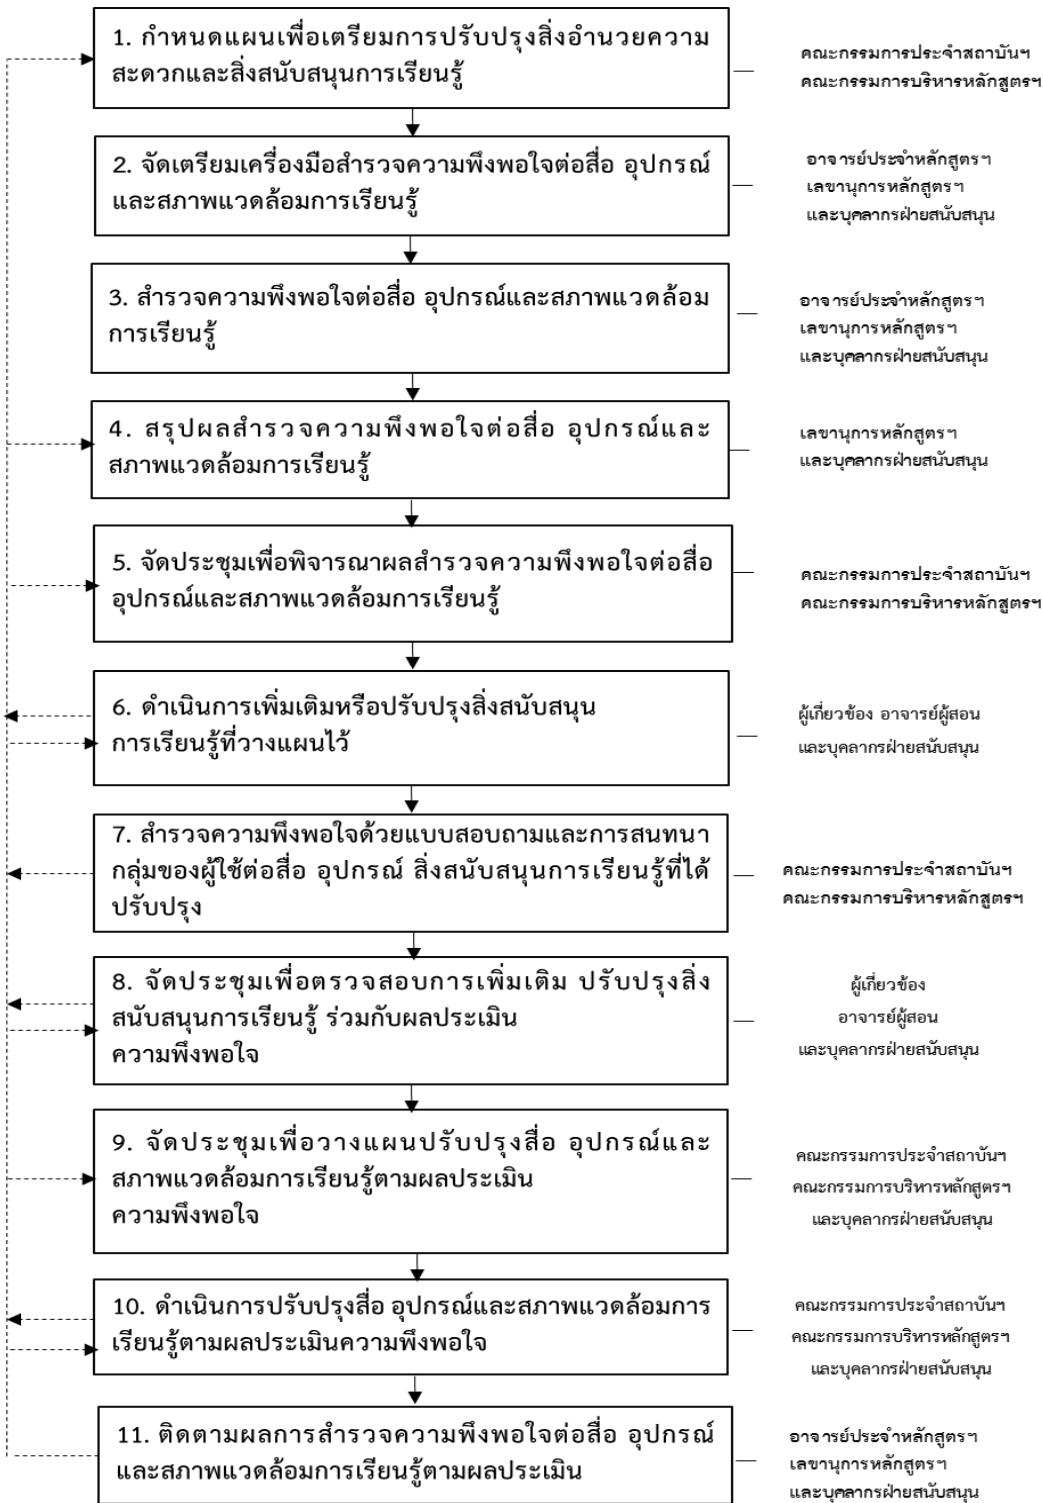 1. กำหนดแผนเพื่อเตรียมการปรับปรุงสิ่งอำนวยความ
สะดวกและสิ่งสนับสนุนการเรียนรู้
คณะกรรมการประจำสถาบันฯ
คณะกรรมการบริหารหลักสูตรฯ
2. จัดเตรียมเครื่องมือสำรวจความพึงพอใจต่อสื่อ อุปกรณ์
และสภาพแวดล้อมการเรียนรู้
อาจารย์ประจำหลักสูตรฯ
เลขานุการหลักสูตรฯ
และบุคลากรฝ่ายสนับสนุน
3. สำรวจความพึงพอใจต่อสื่อ อุปกรณ์และสภาพแวดล้อม
การเรียนรู้
อาจารย์ประจำหลักสูตรฯ
เลขานุการหลักสูตรฯ
และบุคลากรฝ่ายสนับสนุน
4. สรุปผลสำรวจความพึงพอใจต่อสื่อ อุปกรณ์และ
สภาพแวดล้อมการเรียนรู้
เลขานุการหลักสูตรฯ
และบุคลากรฝ่ายสนับสนุน
5. จัดประชุมเพื่อพิจารณาผลสำรวจความพึงพอใจต่อสื่อ
อุปกรณ์และสภาพแวดล้อมการเรียนรู้
คณะกรรมการประจำสถาบันฯ
คณะกรรมการบริหารหลักสูตรฯ
6. ดำเนินการเพิ่มเติมหรือปรับปรุงสิ่งสนับสนุน
การเรียนรู้ที่วางแผนไว้
ผู้เกี่ยวข้อง อาจารย์ผู้สอน
และบุคลากรฝ่ายสนับสนุน
7. สำรวจความพึงพอใจด้วยแบบสอบถามและการสนทนา
กลุ่มของผู้ใช้ต่อสื่อ อุปกรณ์ สิ่งสนับสนุนการเรียนรู้ที่ได้
ปรับปรุง
คณะกรรมการประจำสถาบันฯ
คณะกรรมการบริหารหลักสูตรฯ
8. จัดประชุมเพื่อตรวจสอบการเพิ่มเติม ปรับปรุงสิ่ง
สนับสนุนการเรียนรู้ ร่วมกับผลประเมิน
ความพึงพอใจ
ผู้เกี่ยวข้อง
อาจารย์ผู้สอน
และบุคลากรฝ่ายสนับสนุน
9. จัดประชุมเพื่อวางแผนปรับปรุงสื่อ อุปกรณ์และ
สภาพแวดล้อมการเรียนรู้ตามผลประเมิน
ความพึงพอใจ
คณะกรรมการประจำสถาบันฯ
คณะกรรมการบริหารหลักสูตรฯ
และบุคลากรฝ่ายสนับสนุน
10. ดำเนินการปรับปรุงสื่อ อุปกรณ์และสภาพแวดล้อมการ
เรียนรู้ตามผลประเมินความพึงพอใจ
คณะกรรมการประจำสถาบันฯ
คณะกรรมการบริหารหลักสูตรฯ
และบุคลากรฝ่ายสนับสนุน
11. ติดตามผลการสำรวจความพึงพอใจต่อสื่อ อุปกรณ์
และสภาพแวดล้อมการเรียนรู้ตามผลประเมิน
อาจารย์ประจำหลักสูตรฯ
เลขานุการหลักสูตรฯ
และบุคลากรฝ่ายสนับสนุน